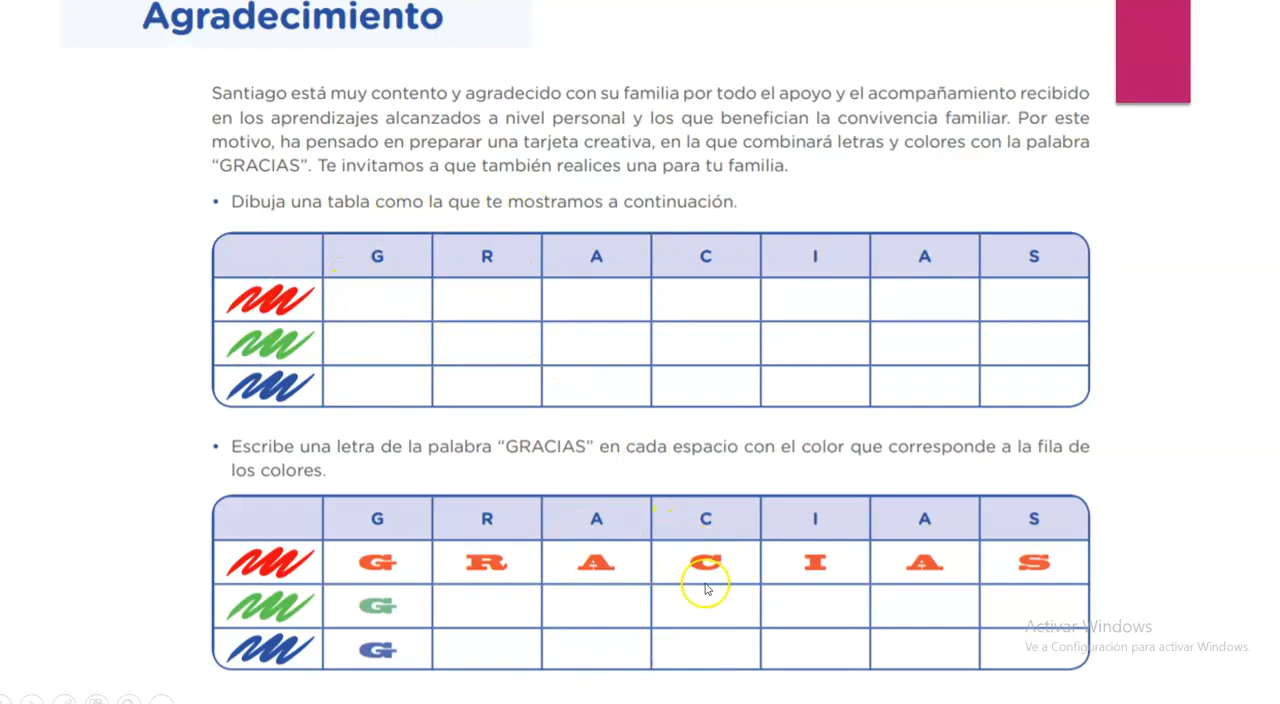 Agradecimiento
Santiago está muy contento y agradecido con su familia por todo el apoyo y el acompañamiento recibido
en los aprendizajes alcanzados a nivel personal y los que benefician la convivencia familiar. Por este
motivo, ha pensado en preparar una tarjeta creativa, en la que combinará letras y colores con la palabra
“GRACIAS”. Te invitamos a que también realices una para tu familia.
• Dibuja una tabla como la que te mostramos a continuación.
G R A C I A S
• Escribe una letra de la palabra “GRACIAS” en cada espacio con el color que corresponde a la fila de
los colores.
G R A C I A S
G R A C I A S
G
G
Activar Windows
Ve a Configuración para activar Windows.